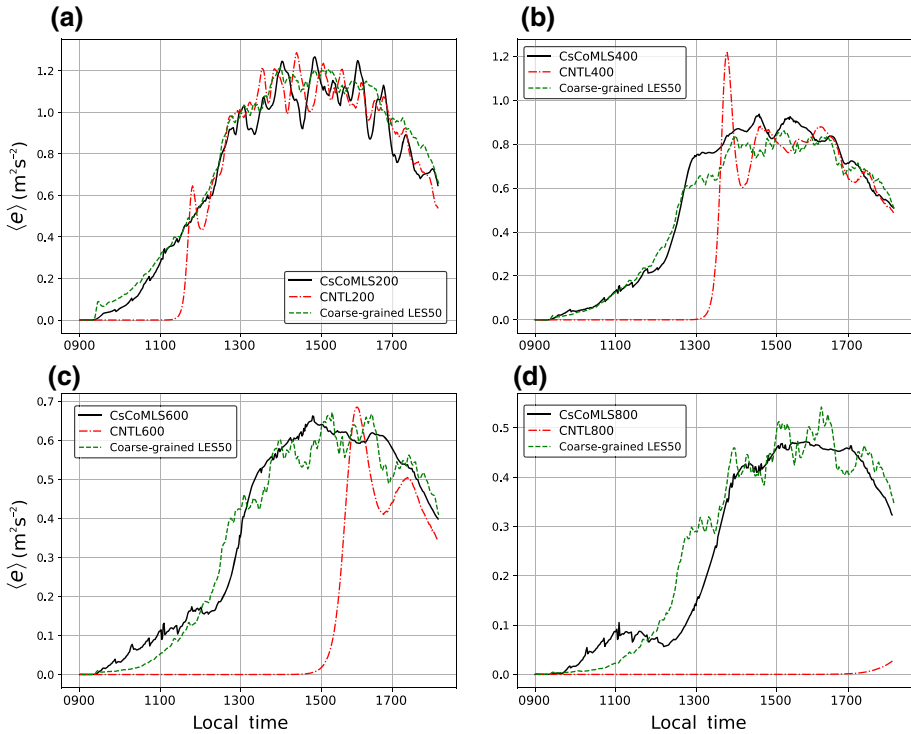 (a)
⟨e⟩ (m²s⁻²)
1.2
1.0
0.8
0.6
0.4
0.2
0.0
CsCoMLS200
CNTL200
Coarse-grained LES50
0900 1100 1300 1500 1700
(b)
1.2
1.0
0.8
0.6
0.4
0.2
0.0
CsCoMLS400
CNTL400
Coarse-grained LES50
0900 1100 1300 1500 1700
(c)
⟨e⟩ (m²s⁻²)
0.7
0.6
0.5
0.4
0.3
0.2
0.1
0.0
CsCoMLS600
CNTL600
Coarse-grained LES50
0900 1100 1300 1500 1700
Local time
(d)
0.5
0.4
0.3
0.2
0.1
0.0
CsCoMLS800
CNTL800
Coarse-grained LES50
0900 1100 1300 1500 1700
Local time